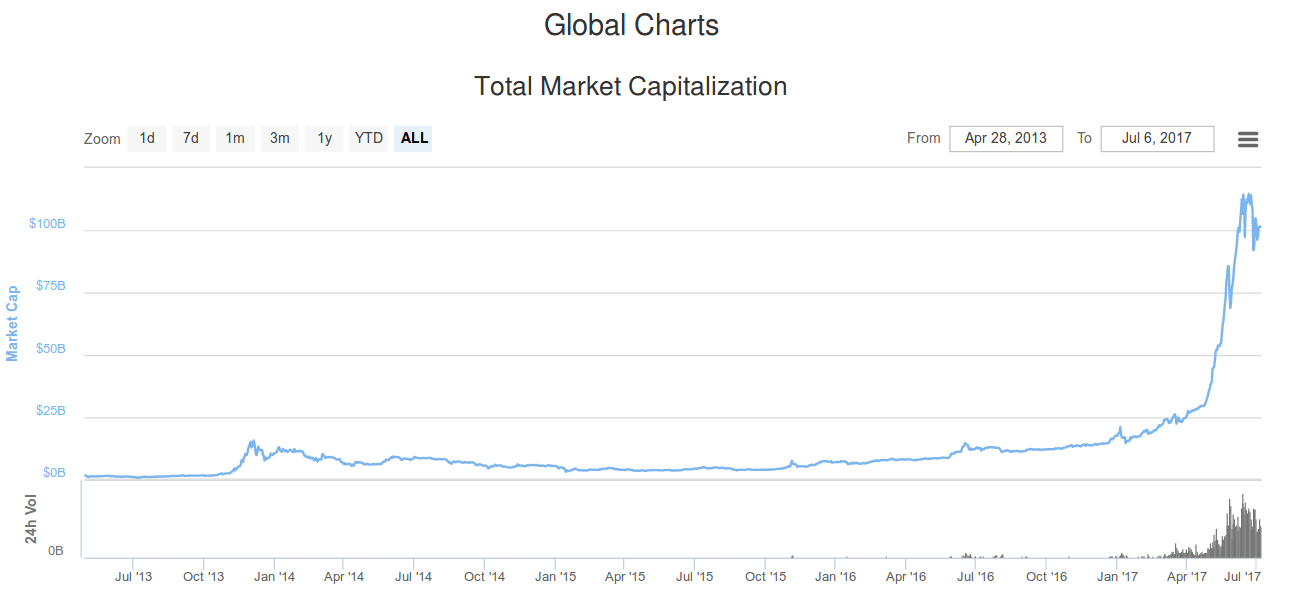 Global Charts
Total Market Capitalization
Zoom 1d 7d 1m 3m 1y YTD ALL From Apr 28, 2013 To Jul 6, 2017
Market Cap
$100B
$75B
$50B
$25B
$0B
24h Vol
0B
Jul '13 Oct '13 Jan '14 Apr '14 Jul '14 Oct '14 Jan '15 Apr '15 Jul '15 Oct '15 Jan '16 Apr '16 Jul '16 Oct '16 Jan '17 Apr '17 Jul '17